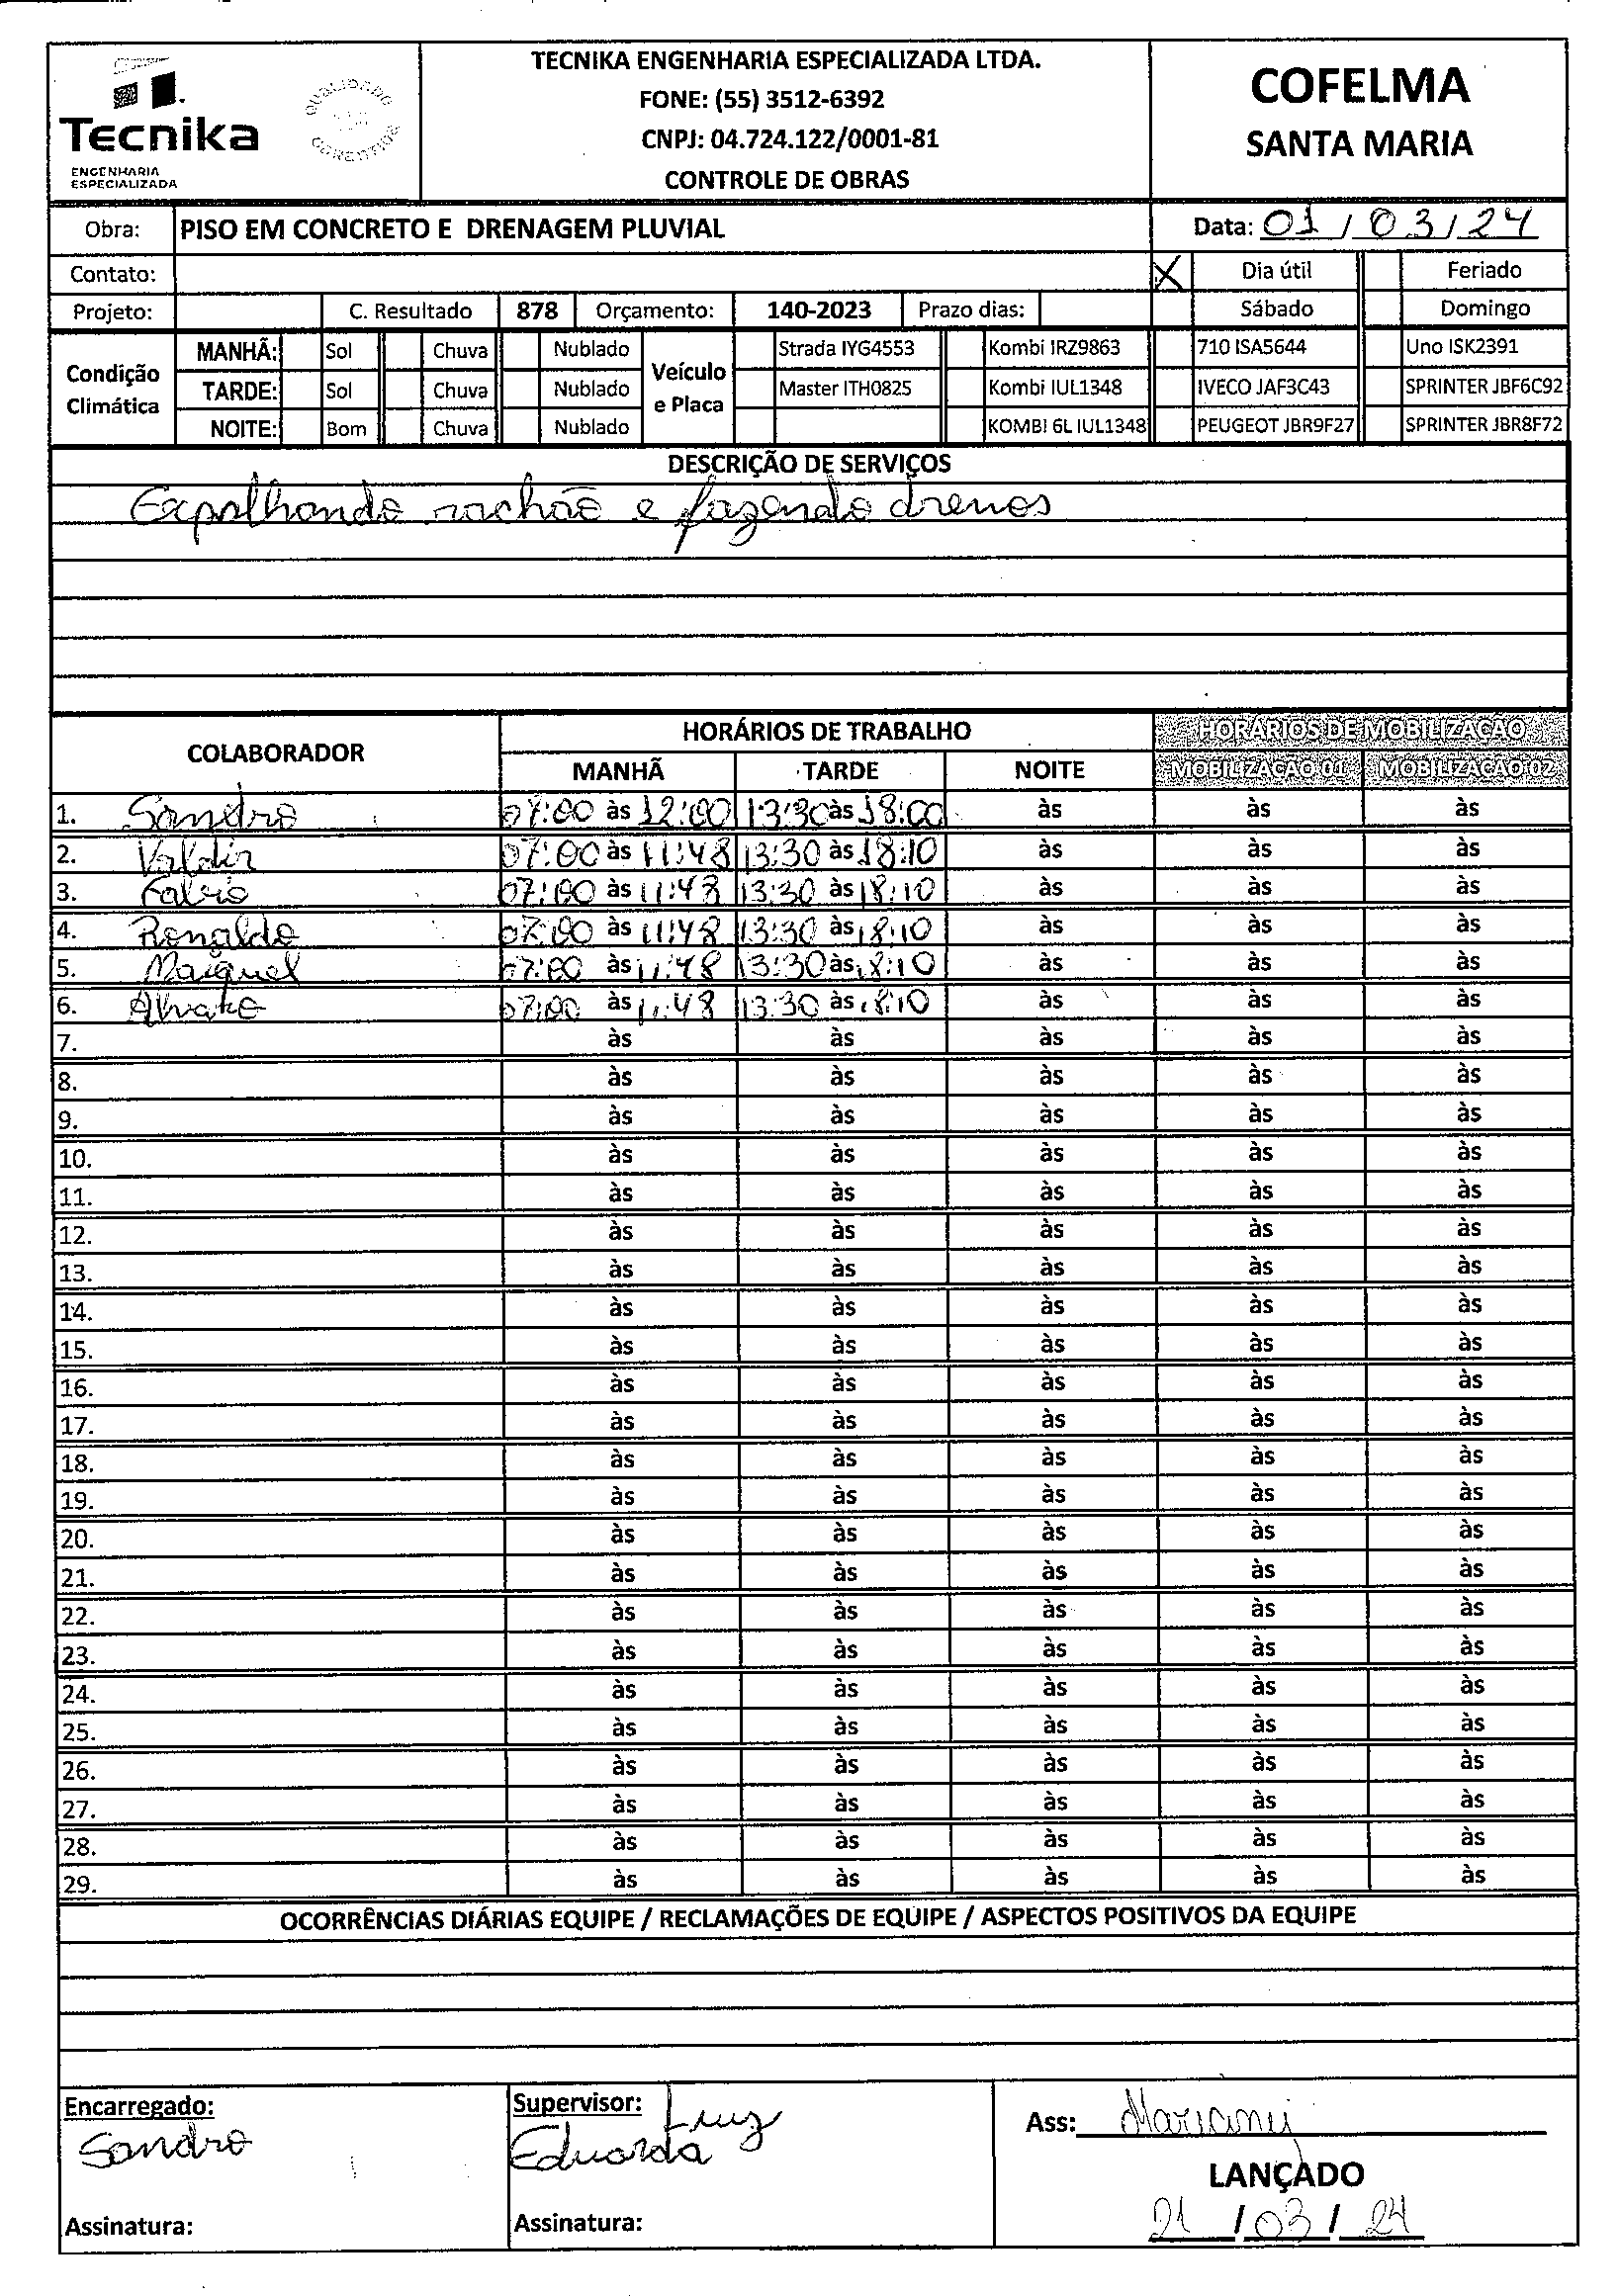 Tecnika
ENGENHARIA
ESPECIALIZADA
QUALIDADE
GARANTIDA
TECNIKA ENGENHARIA ESPECIALIZADA LTDA.
FONE: (55) 3512-6392
CNPJ: 04.724.122/0001-81
CONTROLE DE OBRAS
COFELMA
SANTA MARIA
Obra: PISO EM CONCRETO E DRENAGEM PLUVIAL Data: 01/03/24
Contato: X Dia útil Feriado
Projeto: C. Resultado 878 Orçamento: 140-2023 Prazo dias: Sábado Domingo
Condição Climática Veículo e Placa
MANHÃ: Sol Chuva Nublado Strada IYG4553 Kombi IRZ9863 710 ISA5644 Uno ISK2391
TARDE: Sol Chuva Nublado Master ITH0825 Kombi IUL1348 IVECO JAF3C43 SPRINTER JBF6C92
NOITE: Bom Chuva Nublado KOMBI 6L IUL1348 PEUGEOT JBR9F27 SPRINTER JBR8F72
DESCRIÇÃO DE SERVIÇOS
Espalhando rachão e fazendo drenos
COLABORADOR HORÁRIOS DE TRABALHO HORÁRIOS DE MOBILIZAÇÃO
MANHÃ TARDE NOITE MOBILIZAÇÃO 01 MOBILIZAÇÃO 02
1. Sandro 07:00 às 12:00 13:30 às 18:00 às às às
2. Valdir 07:00 às 11:48 13:30 às 18:10 às às às
3. Fabio 07:00 às 11:48 13:30 às 18:10 às às às
4. Ronaldo 07:00 às 11:48 13:30 às 18:10 às às às
5. Maiquel 07:00 às 11:48 13:30 às 18:10 às às às
6. Alvaro 07:00 às 11:48 13:30 às 18:10 às às às
7. às às às às às
8. às às às às às
9. às às às às às
10. às às às às às
11. às às às às às
12. às às às às às
13. às às às às às
14. às às às às às
15. às às às às às
16. às às às às às
17. às às às às às
18. às às às às às
19. às às às às às
20. às às às às às
21. às às às às às
22. às às às às às
23. às às às às às
24. às às às às às
25. às às às às às
26. às às às às às
27. às às às às às
28. às às às às às
29. às às às às às
OCORRÊNCIAS DIÁRIAS EQUIPE / RECLAMAÇÕES DE EQUIPE / ASPECTOS POSITIVOS DA EQUIPE
Encarregado: Supervisor: Luiz
Sandro Eduarda Ass:
LANÇADO
Assinatura: Assinatura: 21/03/24